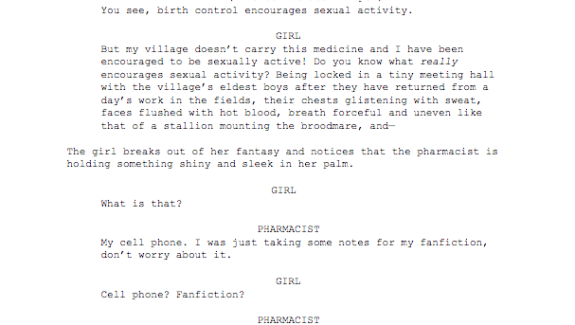 You see, birth control encourages sexual activity.
GIRL
But my village doesn't carry this medicine and I have been
encouraged to be sexually active! Do you know what really
encourages sexual activity? Being locked in a tiny meeting hall
with the village's eldest boys after they have returned from a
day's work in the fields, their chests glistening with sweat,
faces flushed with hot blood, breath forceful and uneven like
that of a stallion mounting the broodmare, and—
The girl breaks out of her fantasy and notices that the pharmacist is
holding something shiny and sleek in her palm.
GIRL
What is that?
PHARMACIST
My cell phone. I was just taking some notes for my fanfiction,
don't worry about it.
GIRL
Cell phone? Fanfiction?
PHARMACIST